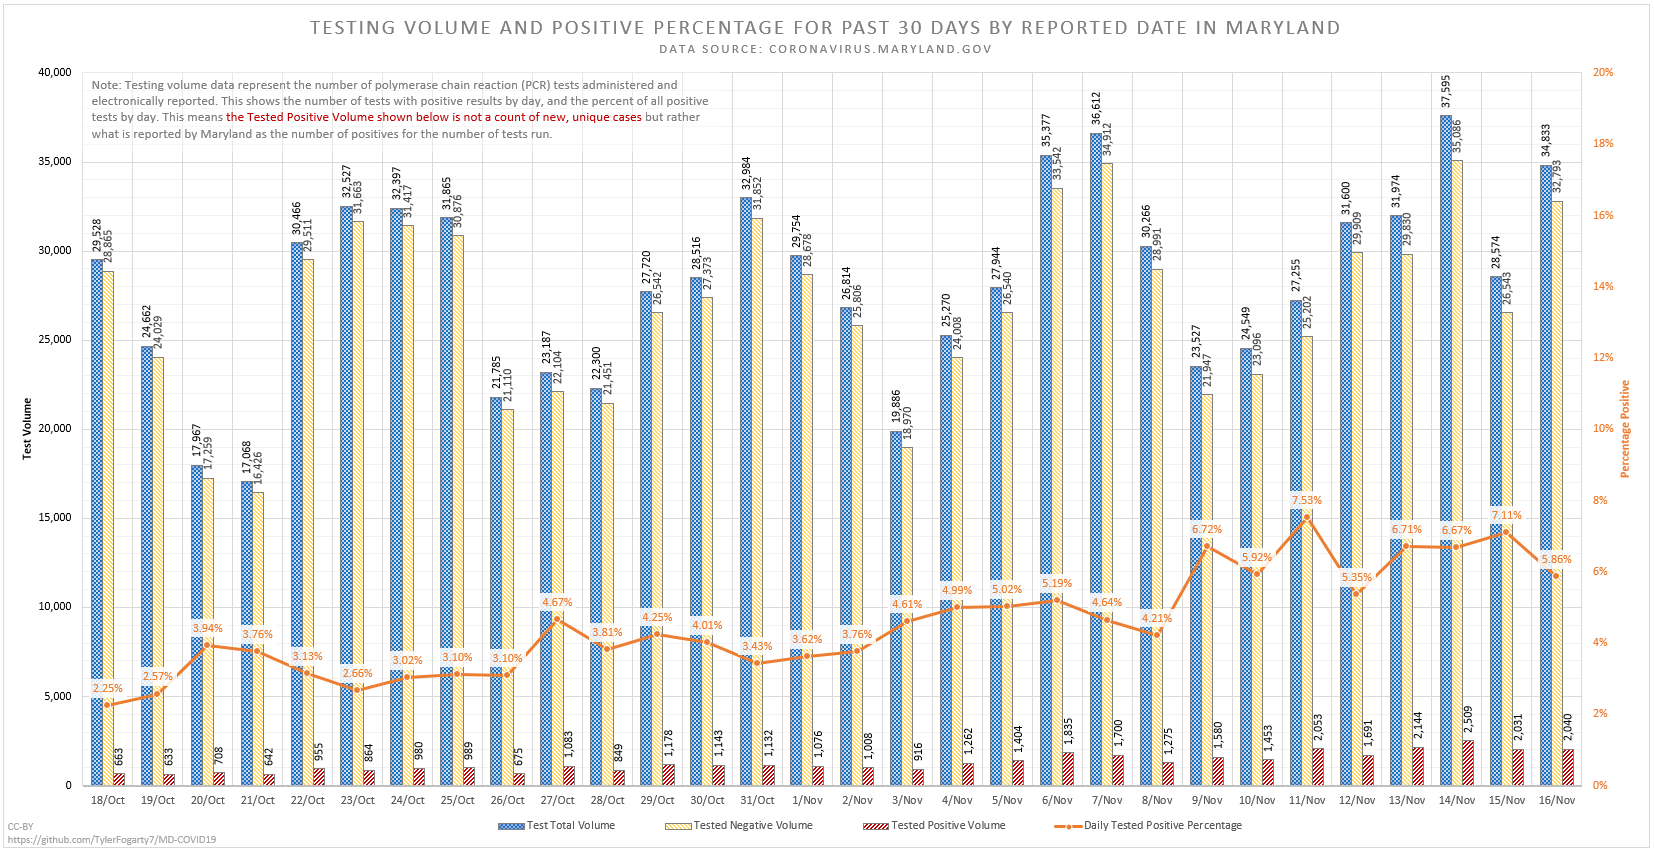 TESTING VOLUME AND POSITIVE PERCENTAGE FOR PAST 30 DAYS BY REPORTED DATE IN MARYLAND
DATA SOURCE: CORONAVIRUS.MARYLAND.GOV
Note: Testing volume data represent the number of polymerase chain reaction (PCR) tests administered and
electronically reported. This shows the number of tests with positive results by day, and the percent of all positive
tests by day. This means the Tested Positive Volume shown below is not a count of new, unique cases but rather
what is reported by Maryland as the number of positives for the number of tests run.
Test Volume
40,000
35,000
30,000
25,000
20,000
15,000
10,000
5,000
0
29,528 28,865 2.25% 663
24,662 24,029 2.57% 633
17,967 17,259 3.94% 708
17,068 16,426 3.76% 642
30,466 29,511 3.13% 955
32,527 31,663 2.66% 864
32,397 31,417 3.02% 980
31,865 30,876 3.10% 989
21,785 21,110 3.10% 675
23,187 22,104 4.67% 1,083
22,300 21,451 3.81% 849
27,720 26,542 4.25% 1,178
28,516 27,373 4.01% 1,143
32,984 31,852 3.43% 1,132
29,754 28,678 3.62% 1,076
26,814 25,806 3.76% 1,008
19,886 18,970 4.61% 916
25,270 24,008 4.99% 1,262
27,944 26,540 5.02% 1,404
35,377 33,542 5.19% 1,835
36,612 34,912 4.64% 1,700
30,266 28,991 4.21% 1,275
23,527 21,947 6.72% 1,580
24,549 23,096 5.92% 1,453
27,255 25,202 7.53% 2,053
31,600 29,909 5.35% 1,691
31,974 29,830 6.71% 2,144
37,595 35,086 6.67% 2,509
28,574 26,543 7.11% 2,031
34,833 32,793 5.86% 2,040
20%
18%
16%
14%
12%
10%
8%
6%
4%
2%
0%
Percentage Positive
18/Oct 19/Oct 20/Oct 21/Oct 22/Oct 23/Oct 24/Oct 25/Oct 26/Oct 27/Oct 28/Oct 29/Oct 30/Oct 31/Oct 1/Nov 2/Nov 3/Nov 4/Nov 5/Nov 6/Nov 7/Nov 8/Nov 9/Nov 10/Nov 11/Nov 12/Nov 13/Nov 14/Nov 15/Nov 16/Nov
Test Total Volume Tested Negative Volume Tested Positive Volume Daily Tested Positive Percentage
CC-BY
https://github.com/TylerFogarty7/MD-COVID19